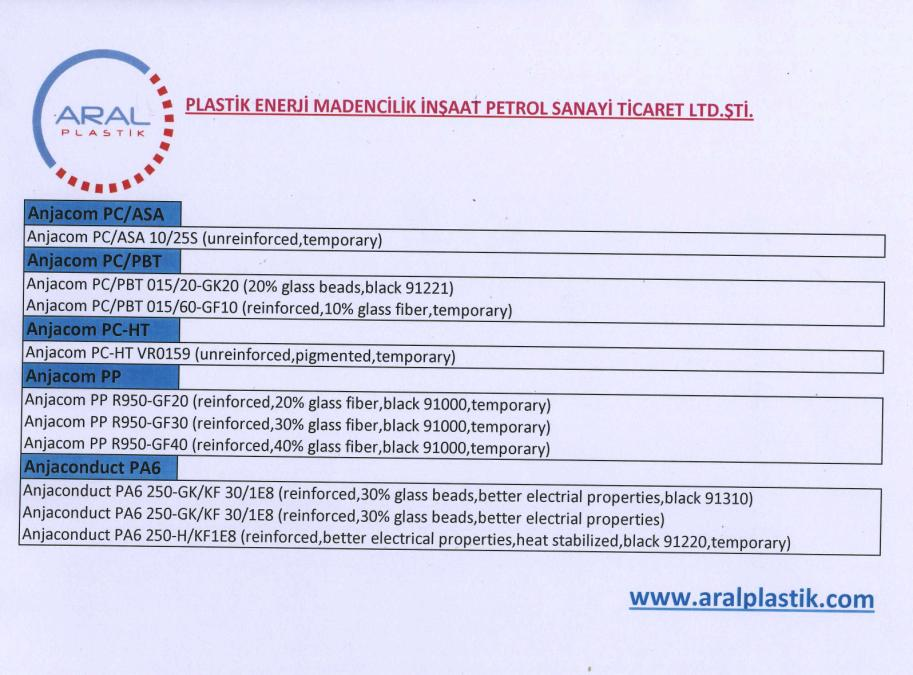 ARAL
PLASTİK
PLASTİK ENERJİ MADENCİLİK İNŞAAT PETROL SANAYİ TİCARET LTD.ŞTİ.
Anjacom PC/ASA
Anjacom PC/ASA 10/25S (unreinforced,temporary)
Anjacom PC/PBT
Anjacom PC/PBT 015/20-GK20 (20% glass beads,black 91221)
Anjacom PC/PBT 015/60-GF10 (reinforced,10% glass fiber,temporary)
Anjacom PC-HT
Anjacom PC-HT VR0159 (unreinforced,pigmented,temporary)
Anjacom PP
Anjacom PP R950-GF20 (reinforced,20% glass fiber,black 91000,temporary)
Anjacom PP R950-GF30 (reinforced,30% glass fiber,black 91000,temporary)
Anjacom PP R950-GF40 (reinforced,40% glass fiber,black 91000,temporary)
Anjaconduct PA6
Anjaconduct PA6 250-GK/KF 30/1E8 (reinforced,30% glass beads,better electrial properties,black 91310)
Anjaconduct PA6 250-GK/KF 30/1E8 (reinforced,30% glass beads,better electrial properties)
Anjaconduct PA6 250-H/KF1E8 (reinforced,better electrical properties,heat stabilized,black 91220,temporary)
www.aralplastik.com